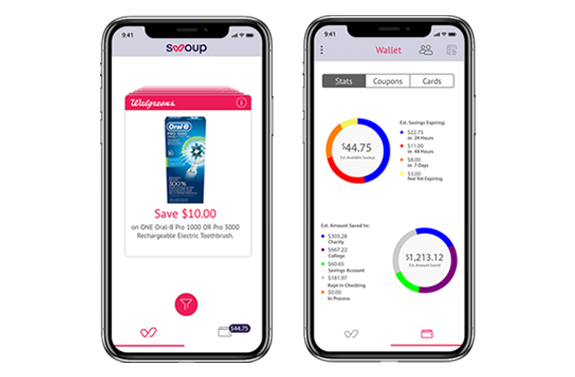 9:41
swoup
Walgreens
i
Oral-B
PRO 1000
300%
Save $10.00
on ONE Oral-B Pro 1000 OR Pro 3000
Rechargeable Electric Toothbrush.
$44.75
9:41
Wallet
Stats
Coupons
Cards
Est. Savings Expiring:
$22.75
in 24 Hours
$11.00
in 48 Hours
$8.00
in 7 Days
$3.00
Not Yet Expiring
$44.75
Est. Available Savings
Est. Amount Saved to:
$303.28
Charity
$667.22
College
$60.65
Savings Account
$181.97
Kept in Checking
$0.00
In Process
$1,213.12
Est. Amount Saved